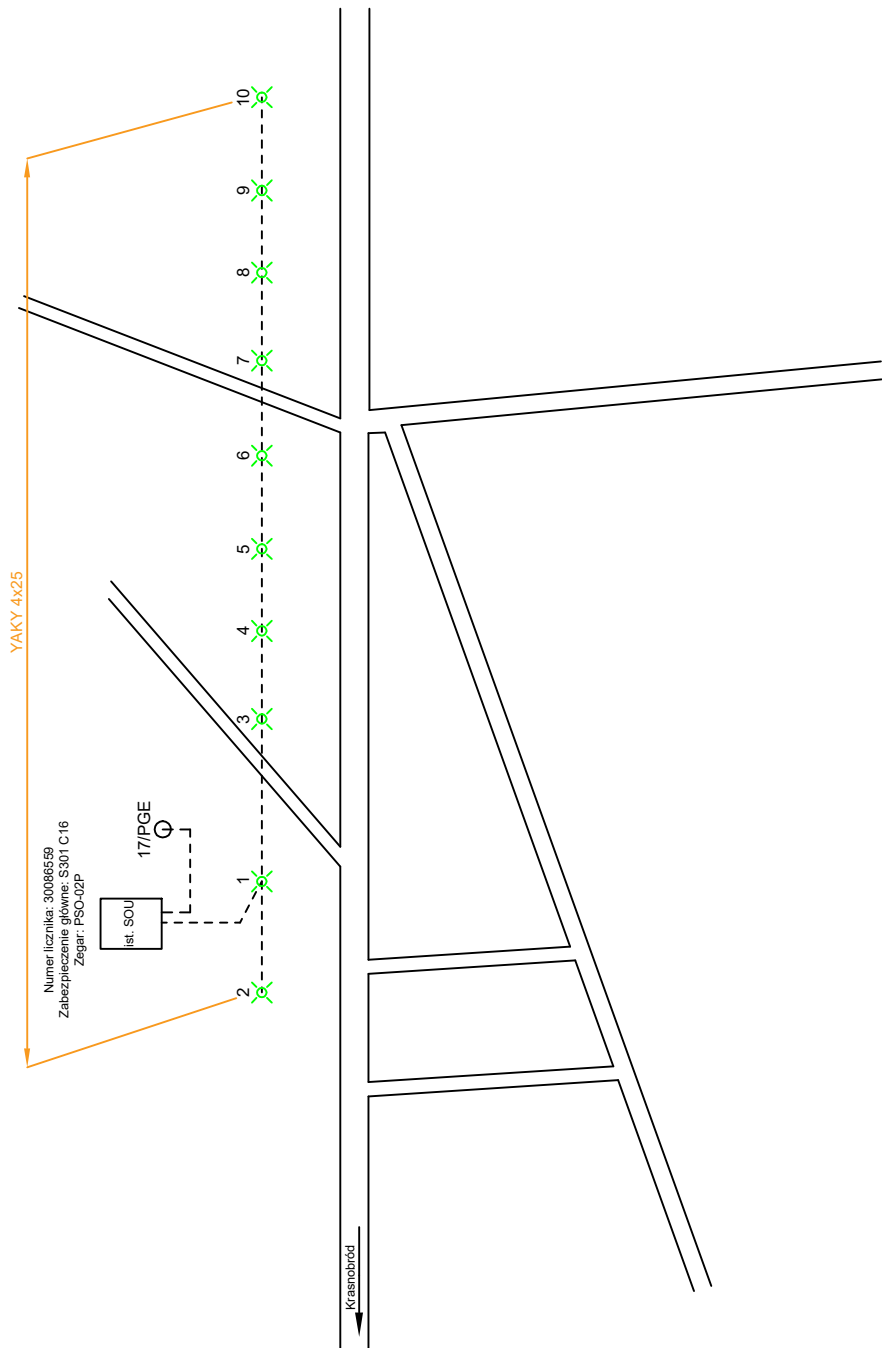 YAKY 4x25
Numer licznika: 30086559
Zabezpieczenie główne: S301 C16
Zegar: PSO-02P
ist. SOU
17/PGE
2
1
3
4
5
6
7
8
9
10
Krasnobród